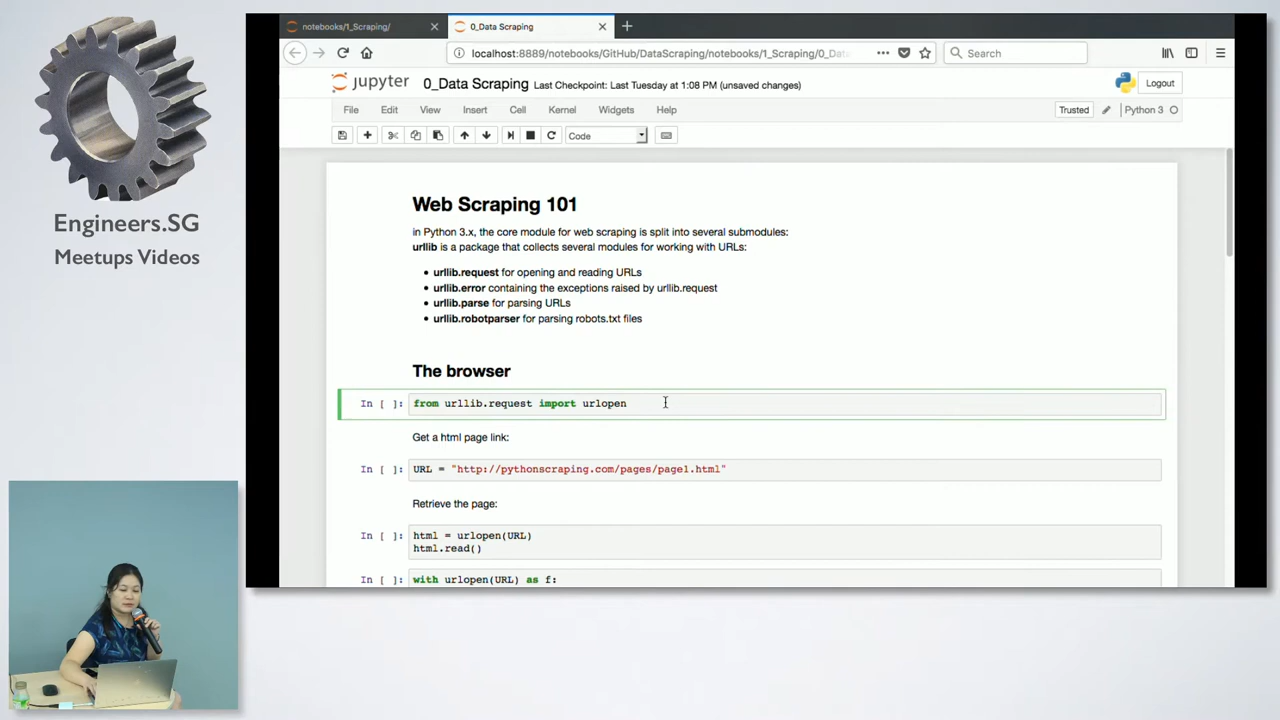 notebooks/1_Scraping/
0_Data Scraping
localhost:8889/notebooks/GitHub/DataScraping/notebooks/1_Scraping/0_Data
Search
jupyter 0_Data Scraping Last Checkpoint: Last Tuesday at 1:08 PM (unsaved changes)
Logout
File Edit View Insert Cell Kernel Widgets Help
Trusted
Python 3
Code
Engineers.SG
Meetups Videos
Web Scraping 101
in Python 3.x, the core module for web scraping is split into several submodules:
urllib is a package that collects several modules for working with URLs:
• urllib.request for opening and reading URLs
• urllib.error containing the exceptions raised by urllib.request
• urllib.parse for parsing URLs
• urllib.robotparser for parsing robots.txt files
The browser
In [ ]: from urllib.request import urlopen
Get a html page link:
In [ ]: URL = "http://pythonscraping.com/pages/page1.html"
Retrieve the page:
In [ ]: html = urlopen(URL)
html.read()
In [ ]: with urlopen(URL) as f: